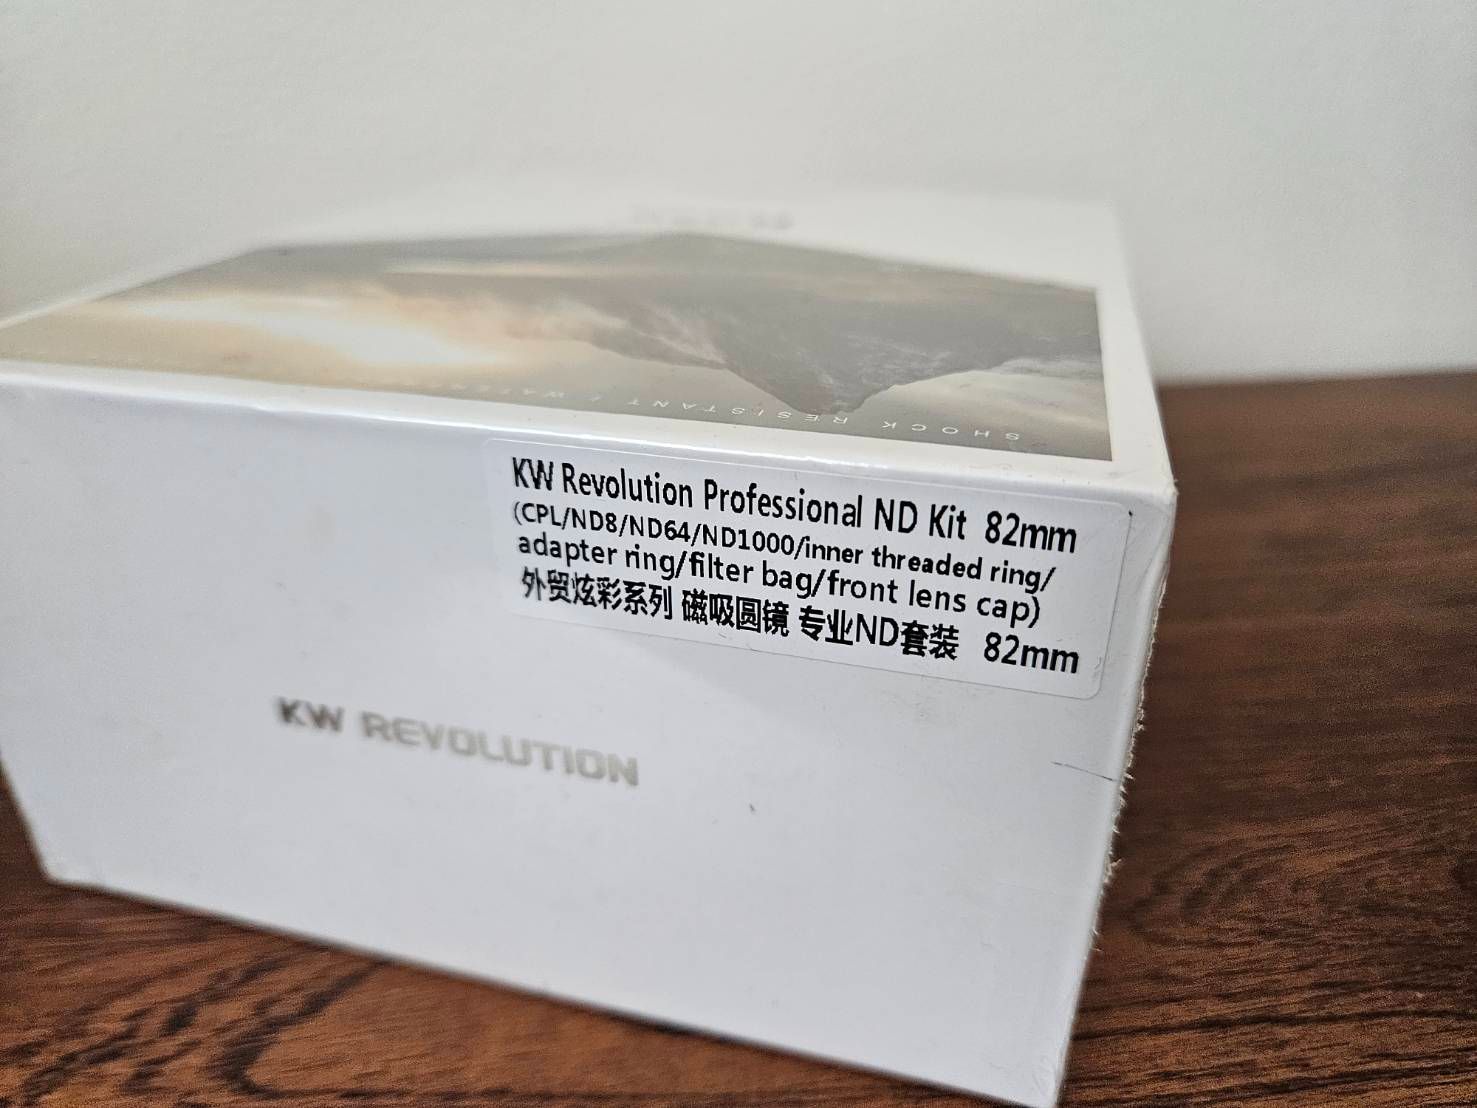 SHOCK RESISTANT /
KW Revolution Professional ND Kit 82mm
(CPL/ND8/ND64/ND1000/inner threaded ring/
adapter ring/filter bag/front lens cap)
外贸炫彩系列 磁吸圆镜 专业ND套装 82mm
KW REVOLUTION